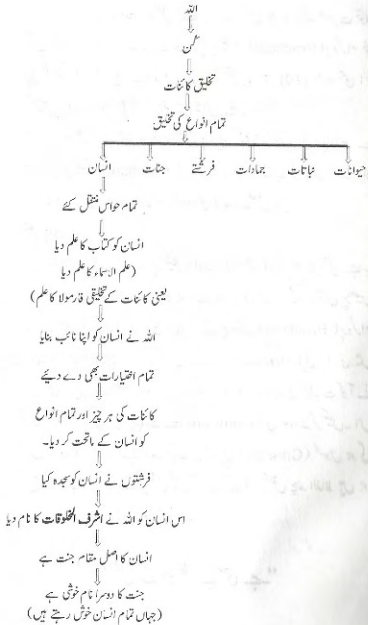 اللہ
کُن
تخلیق کائنات
تمام انواع کی تخلیق
انسان جنات فرشتے جمادات نباتات حیوانات
تمام حواس منتقل کئے
انسان کو کتاب کا علم دیا
(علم الاسماء کا علم دیا
یعنی کائنات کے تخلیقی فارمولا کا علم)
اللہ نے انسان کو اپنا نائب بنایا
تمام اختیارات بھی دے دیئے
کائنات کی ہر چیز اور تمام انواع
کو انسان کے ماتحت کر دیا۔
فرشتوں نے انسان کو سجدہ کیا
اس انسان کو اللہ نے اشرف المخلوقات کا نام دیا
انسان کا اصل مقام جنت ہے
جنت کا دوسرا نام خوشی ہے
(جہاں تمام انسان خوش رہتے ہیں)